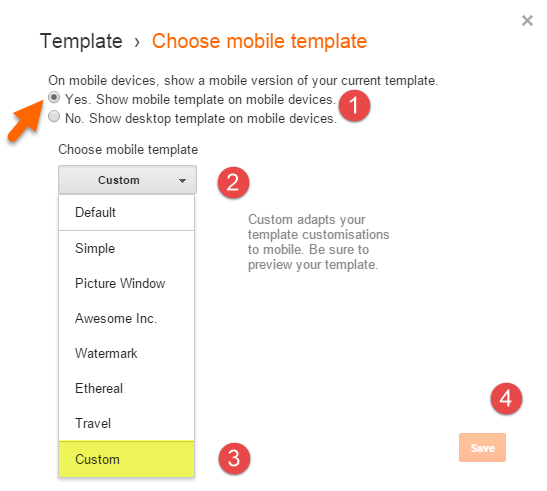 ×
Template › Choose mobile template
On mobile devices, show a mobile version of your current template.
Yes. Show mobile template on mobile devices.
1
No. Show desktop template on mobile devices.
Choose mobile template
Custom
2
Default
Simple
Picture Window
Awesome Inc.
Watermark
Ethereal
Travel
Custom
3
Custom adapts your
template customisations
to mobile. Be sure to
preview your template.
4
Save